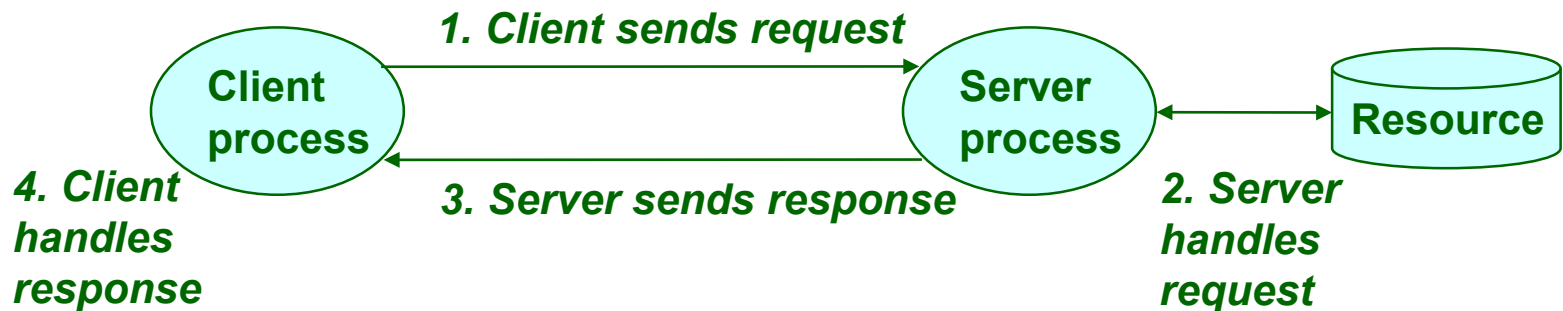 1. Client sends request
Client
process
Server
process
Resource
3. Server sends response
4. Client
handles
response
2. Server
handles
request